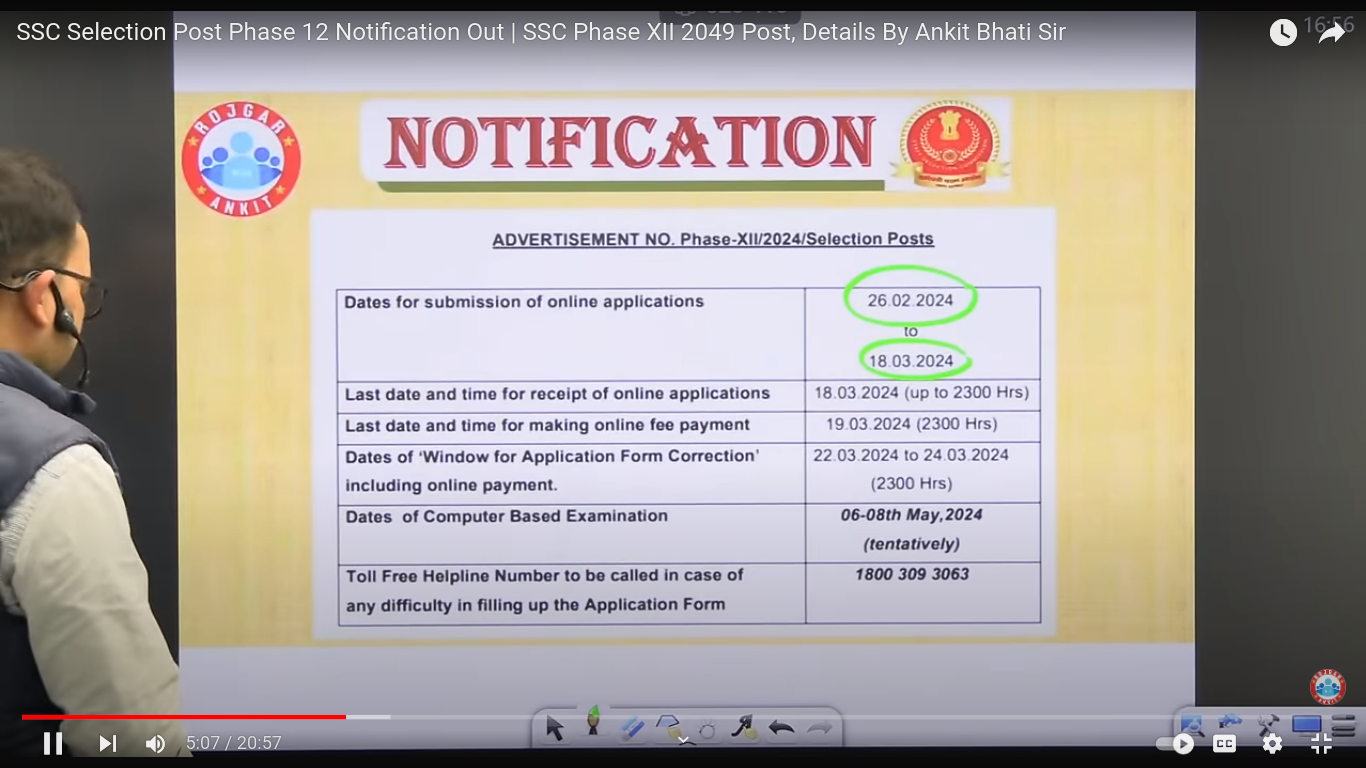 SSC Selection Post Phase 12 Notification Out | SSC Phase XII 2049 Post, Details By Ankit Bhati Sir
16:56
ROJGAR
ANKIT
NOTIFICATION
ADVERTISEMENT NO. Phase-XII/2024/Selection Posts
Dates for submission of online applications
26.02.2024
to
18.03.2024
Last date and time for receipt of online applications
18.03.2024 (up to 2300 Hrs)
Last date and time for making online fee payment
19.03.2024 (2300 Hrs)
Dates of ‘Window for Application Form Correction’
including online payment.
22.03.2024 to 24.03.2024
(2300 Hrs)
Dates of Computer Based Examination
06-08th May,2024
(tentatively)
Toll Free Helpline Number to be called in case of
any difficulty in filling up the Application Form
1800 309 3063
ROJGAR
ANKIT
5:07 / 20:57
CC